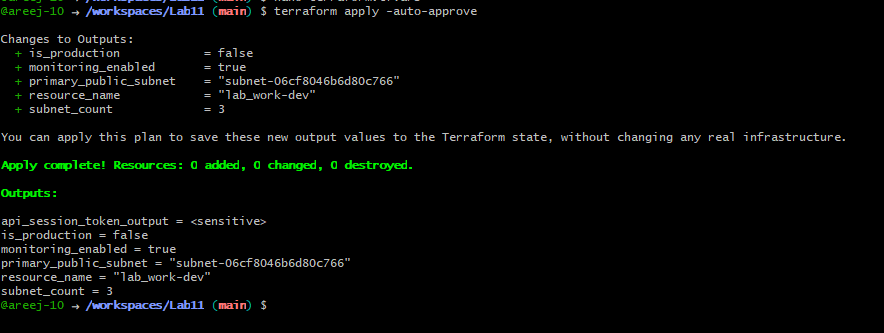 @areej-10 → /workspaces/Lab11 (main) $ terraform apply -auto-approve
Changes to Outputs:
+ is_production = false
+ monitoring_enabled = true
+ primary_public_subnet = "subnet-06cf8046b6d80c766"
+ resource_name = "lab_work-dev"
+ subnet_count = 3
You can apply this plan to save these new output values to the Terraform state, without changing any real infrastructure.
Apply complete! Resources: 0 added, 0 changed, 0 destroyed.
Outputs:
api_session_token_output = <sensitive>
is_production = false
monitoring_enabled = true
primary_public_subnet = "subnet-06cf8046b6d80c766"
resource_name = "lab_work-dev"
subnet_count = 3
@areej-10 → /workspaces/Lab11 (main) $